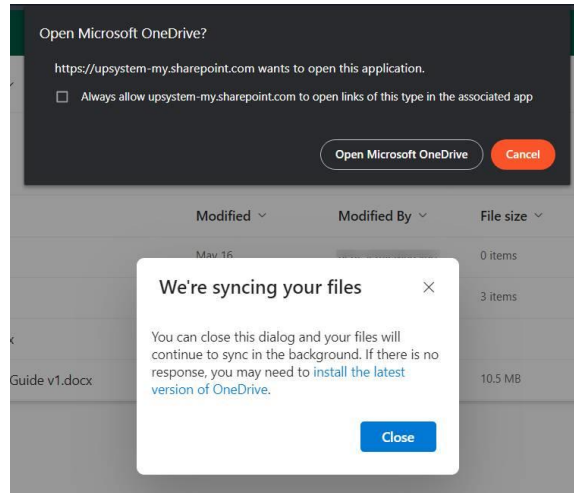 Open Microsoft OneDrive?
https://upsystem-my.sharepoint.com wants to open this application.
Always allow upsystem-my.sharepoint.com to open links of this type in the associated app
Open Microsoft OneDrive
Cancel
Modified
Modified By
File size
May 16
0 items
We're syncing your files
3 items
You can close this dialog and your files will
continue to sync in the background. If there is no
response, you may need to install the latest
version of OneDrive.
Guide v1.docx
10.5 MB
Close